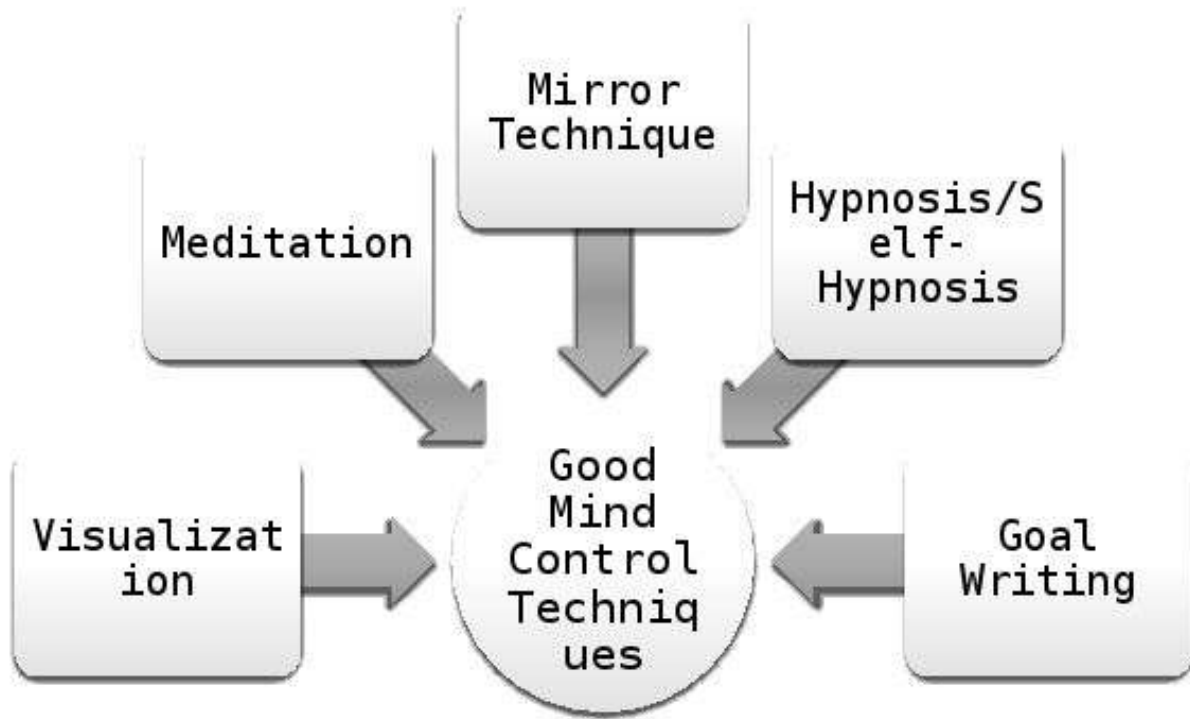 Mirror
Technique
Meditation
Hypnosis/S
elf-
Hypnosis
Visualizat
ion
Good
Mind
Control
Techniq
ues
Goal
Writing